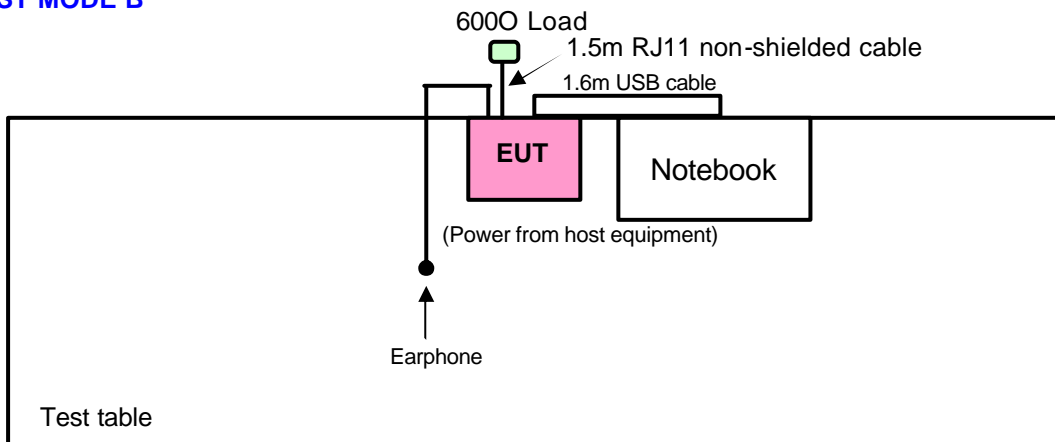 ST MODE B
600O Load
1.5m RJ11 non-shielded cable
1.6m USB cable
EUT
Notebook
(Power from host equipment)
Earphone
Test table